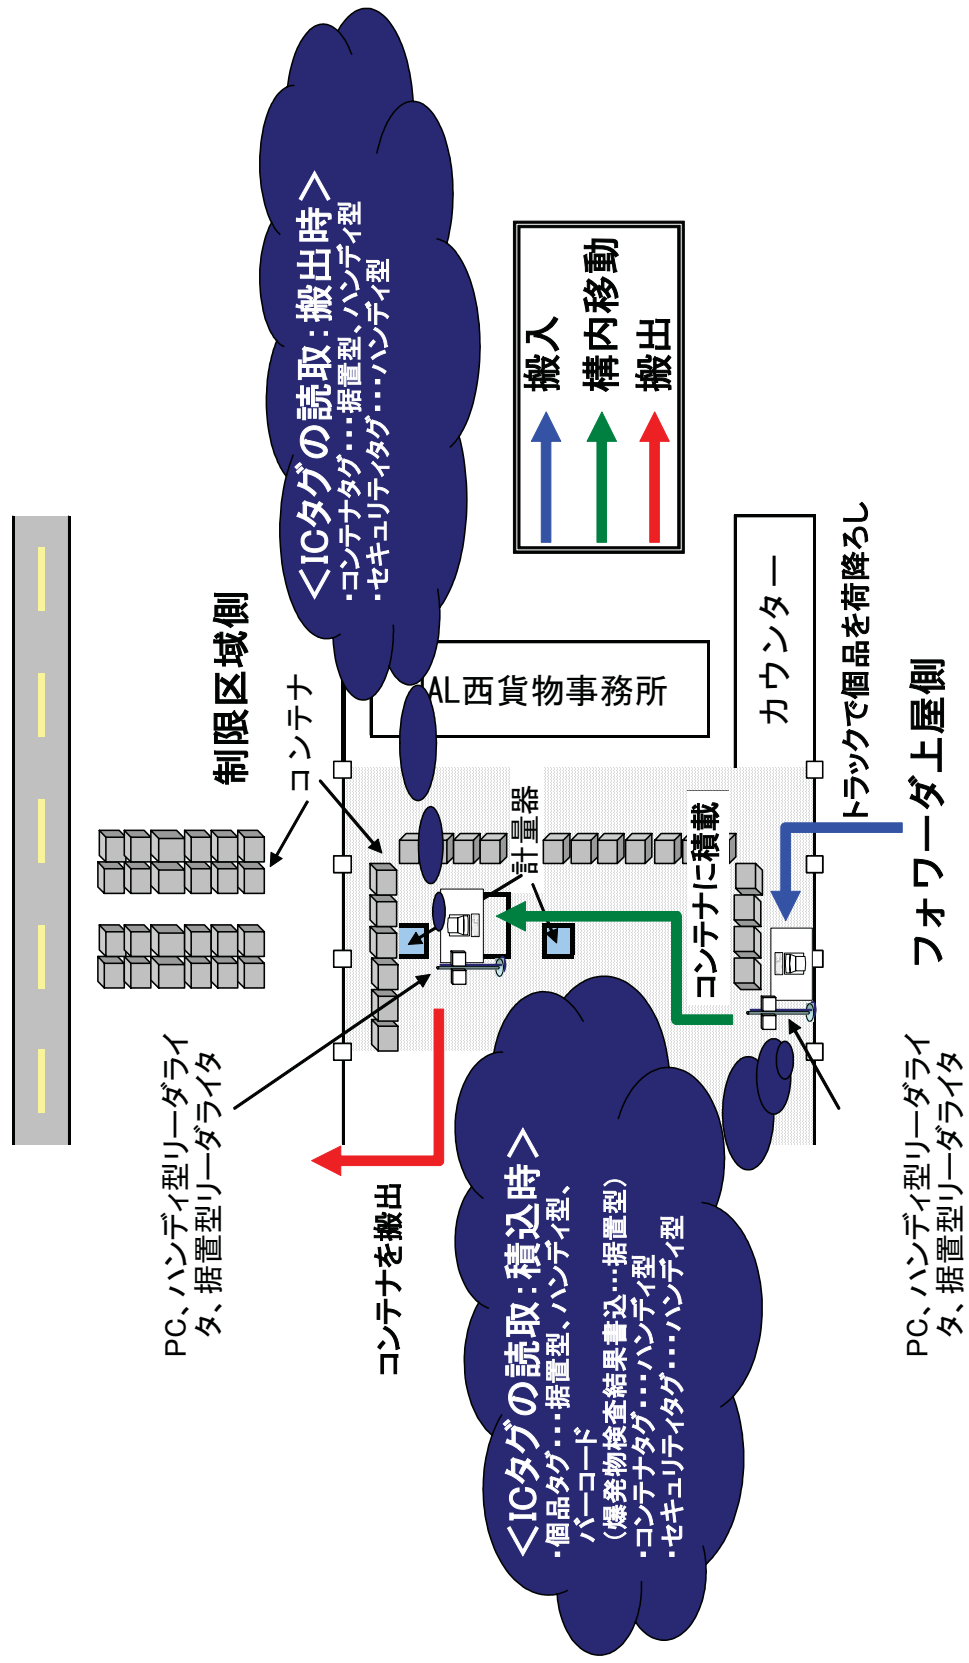 制限区域側
コンテナ
<ICタグの読取:搬出時>
・コンテナタグ・・・据置型、ハンディ型
・セキュリティタグ・・・ハンディ型
PC、ハンディ型リーダライ
タ、据置型リーダライタ
コンテナを搬出
計量器
AL西貨物事務所
搬入
構内移動
搬出
<ICタグの読取:積込時>
・個品タグ・・・据置型、ハンディ型、
バーコード
(爆発物検査結果書込・・・据置型)
・コンテナタグ・・・ハンディ型
・セキュリティタグ・・・ハンディ型
コンテナに積載
カウンター
トラックで個品を荷降ろし
フォワーダ上屋側
PC、ハンディ型リーダライ
タ、据置型リーダライタ